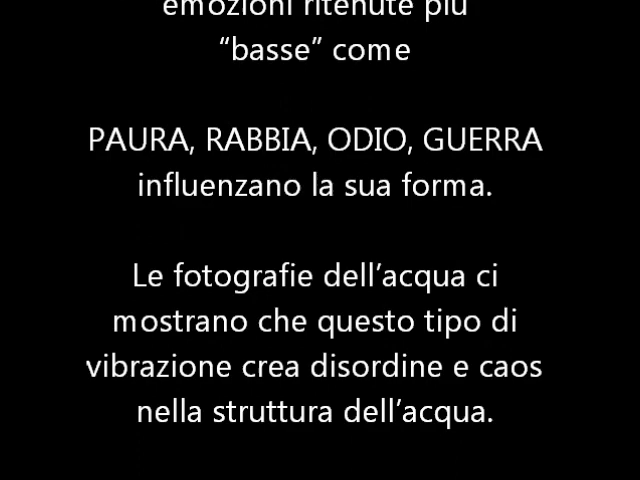 emozioni ritenute più
“basse” come
PAURA, RABBIA, ODIO, GUERRA
influenzano la sua forma.
Le fotografie dell’acqua ci
mostrano che questo tipo di
vibrazione crea disordine e caos
nella struttura dell’acqua.